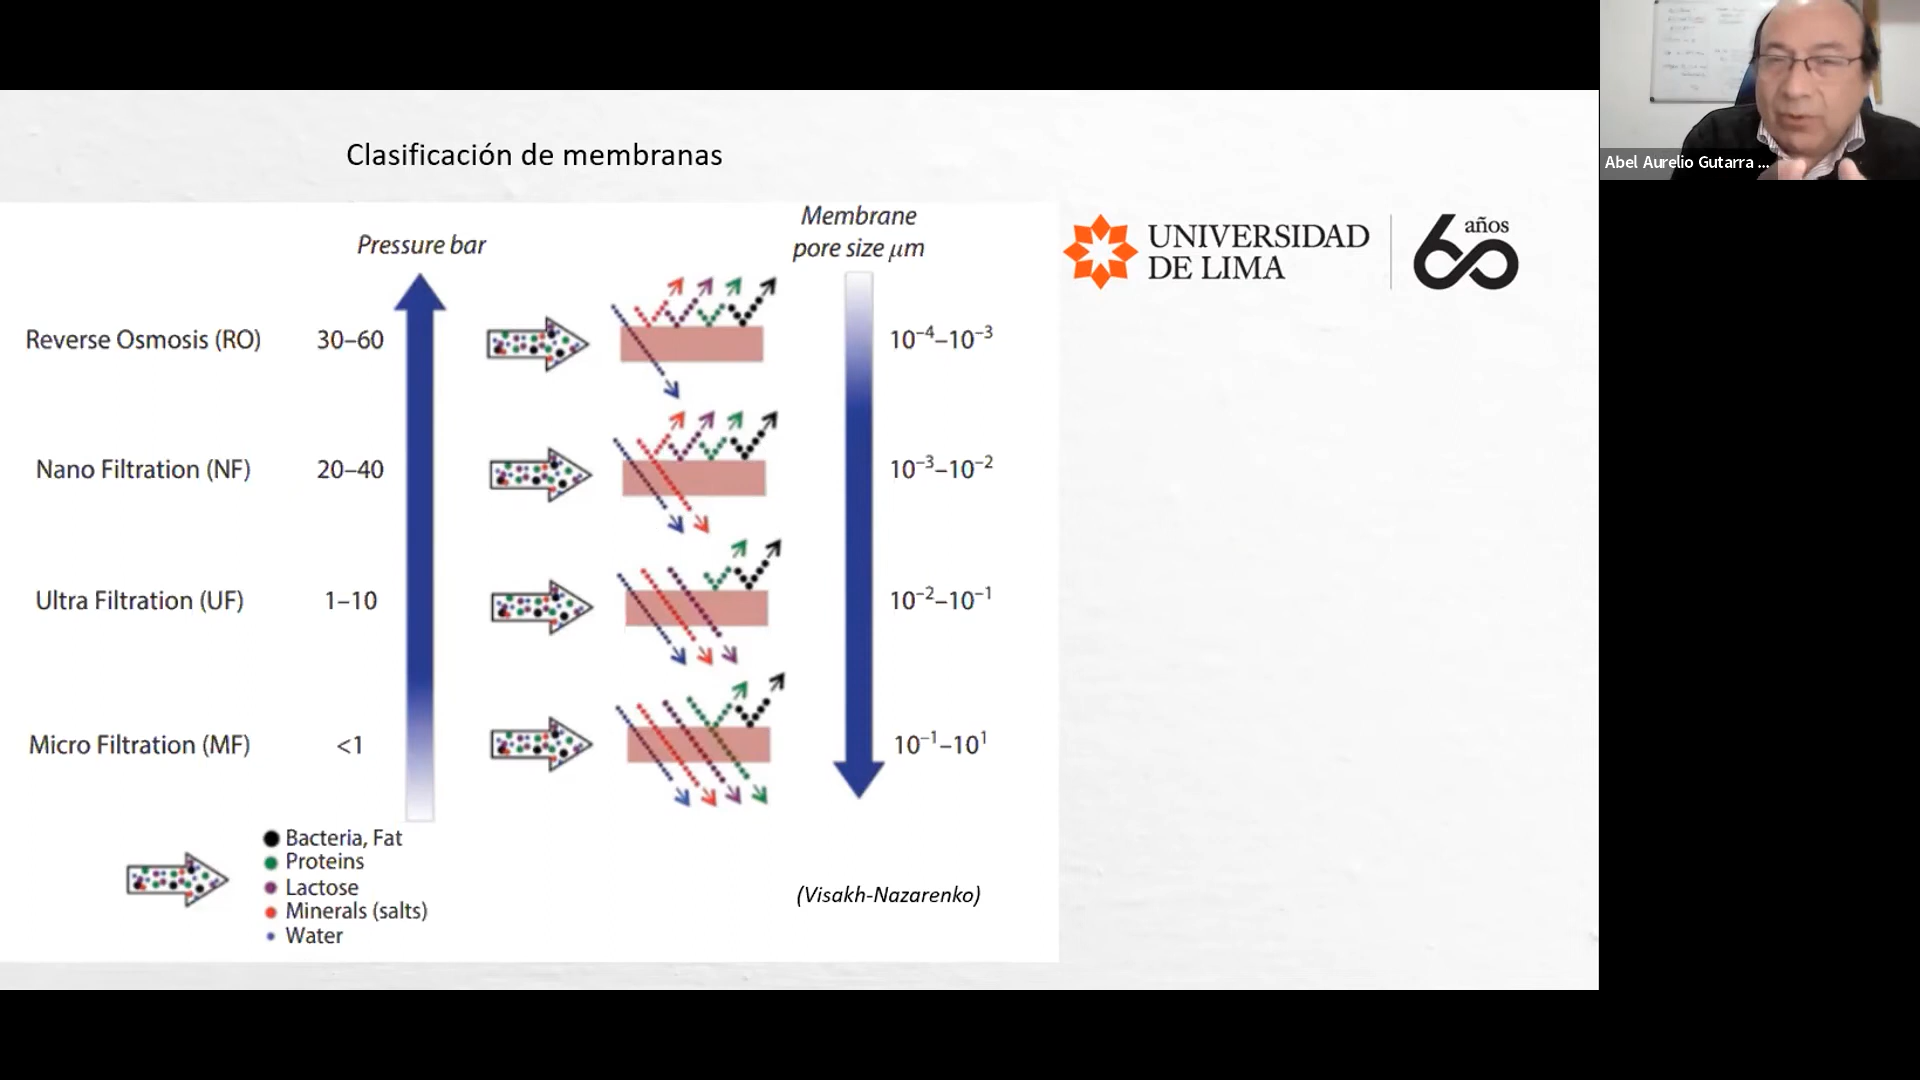 Clasificación de membranas
Abel Aurelio Gutarra ...
UNIVERSIDAD
DE LIMA
60
años
Pressure bar
Membrane
pore size μm
Reverse Osmosis (RO) 30–60 10⁻⁴–10⁻³
Nano Filtration (NF) 20–40 10⁻³–10⁻²
Ultra Filtration (UF) 1–10 10⁻²–10⁻¹
Micro Filtration (MF) <1 10⁻¹–10¹
Bacteria, Fat
Proteins
Lactose
Minerals (salts)
Water
(Visakh-Nazarenko)